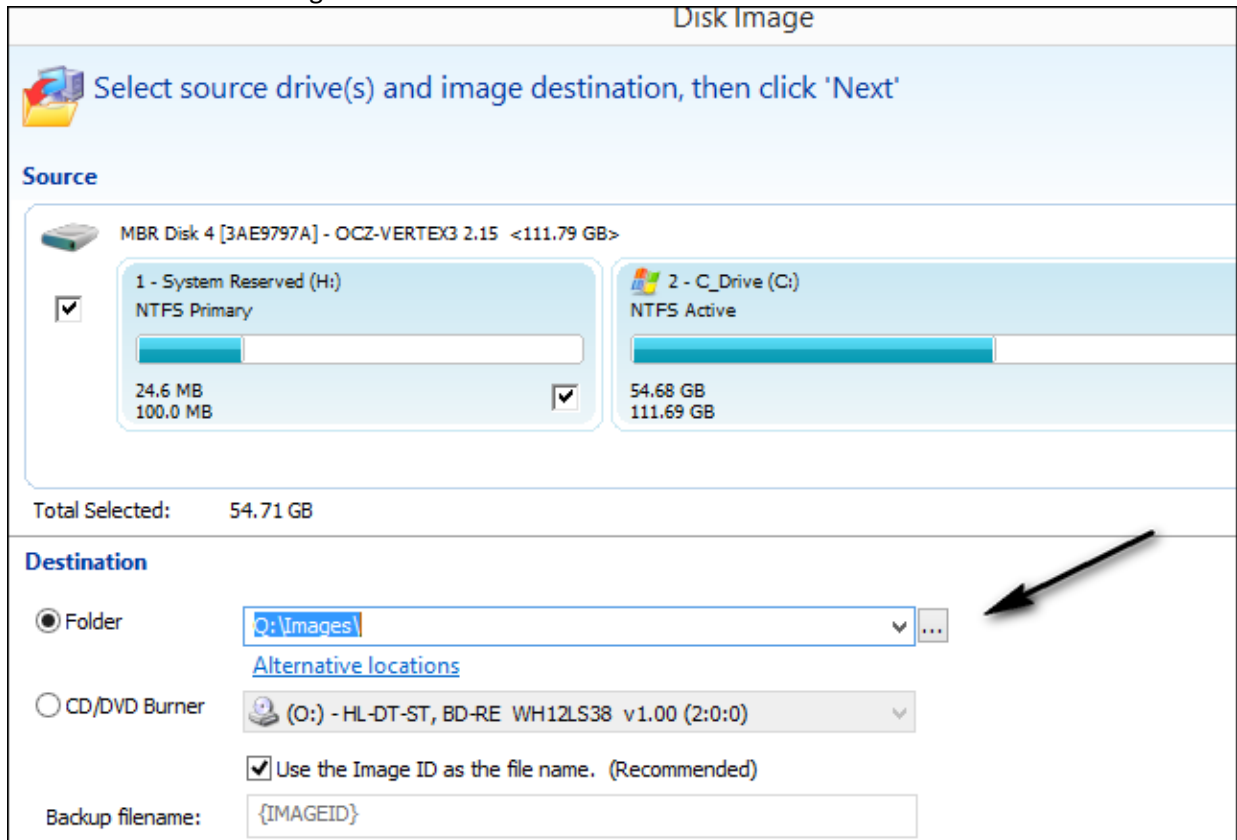 Disk Image
Select source drive(s) and image destination, then click 'Next'
Source
MBR Disk 4 [3AE9797A] - OCZ-VERTEX3 2.15 <111.79 GB>
1 - System Reserved (H:)
NTFS Primary
24.6 MB
100.0 MB
2 - C_Drive (C:)
NTFS Active
54.68 GB
111.69 GB
Total Selected: 54.71 GB
Destination
Folder
Q:\Images\
...
Alternative locations
CD/DVD Burner
(O:) - HL-DT-ST, BD-RE WH12LS38 v1.00 (2:0:0)
Use the Image ID as the file name. (Recommended)
Backup filename: {IMAGEID}